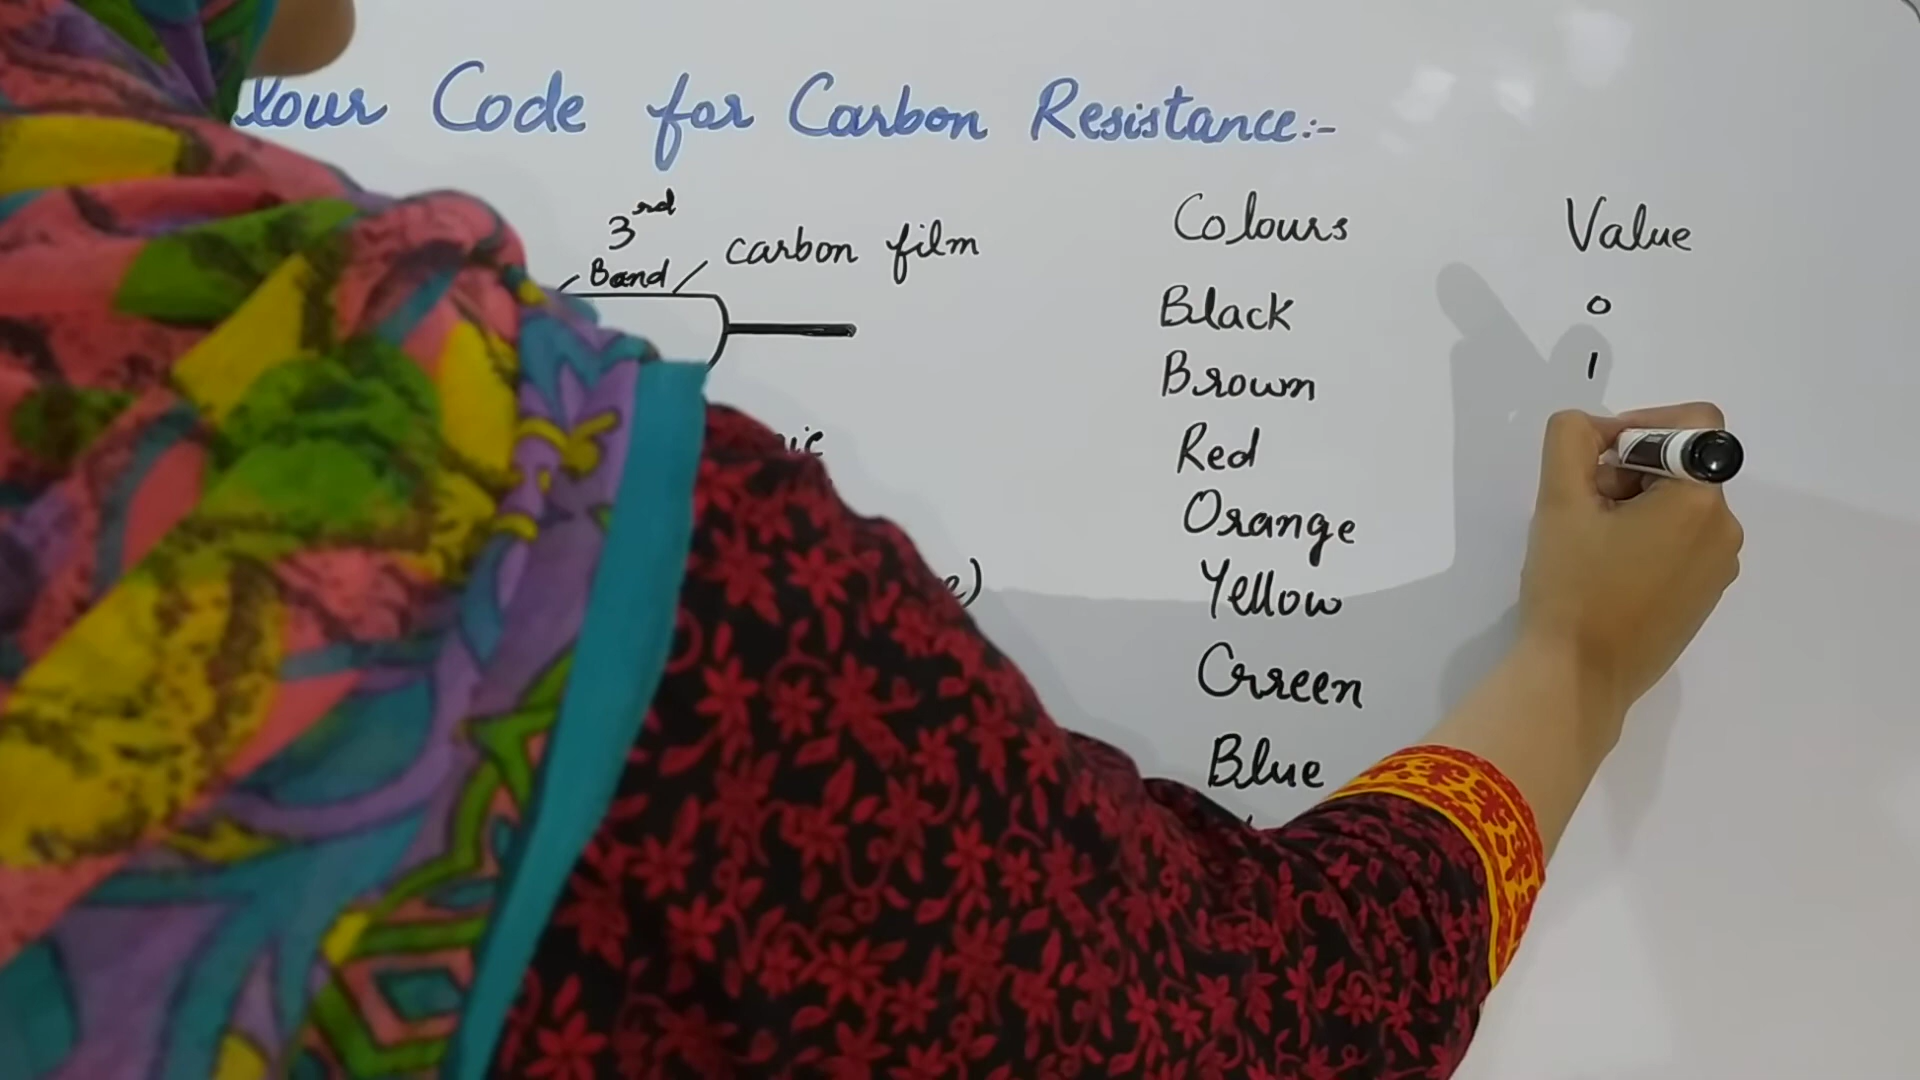 Code for Carbon Resistance:-
3rd
Band
carbon film
Colours Value
Black 0
Brown 1
Red
Orange
Yellow
Green
Blue